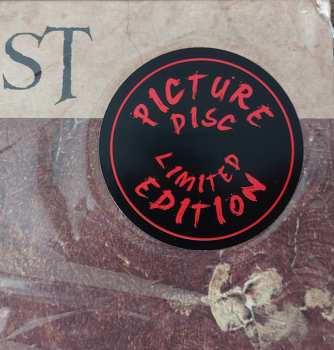 ST
PICTURE
DISC
LIMITED
EDITION